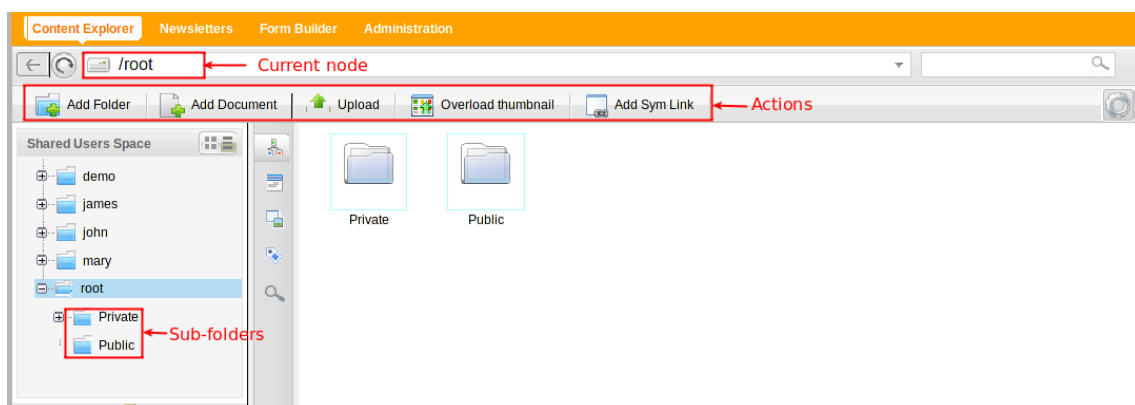 Content Explorer Newsletters Form Builder Administration
/root Current node
Add Folder Add Document Upload Overload thumbnail Add Sym Link Actions
Shared Users Space
demo
james
john
mary
root
Private
Public
Sub-folders
Private Public